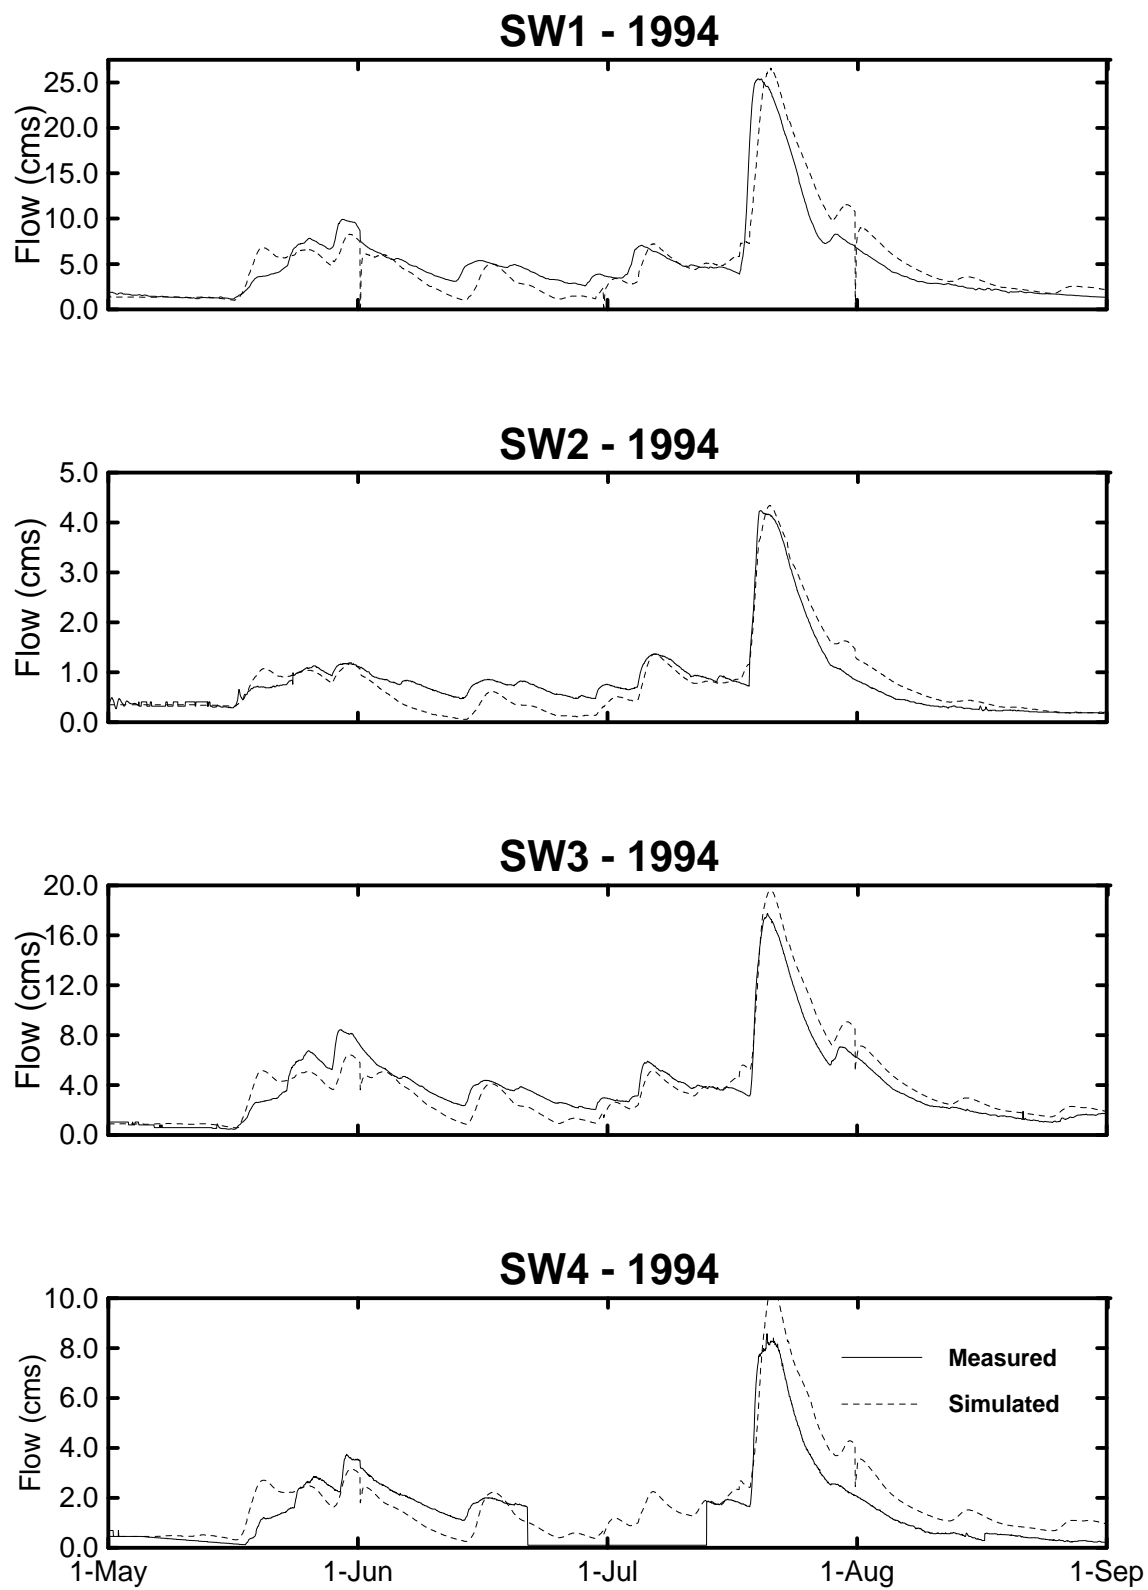 SW1 - 1994
Flow (cms)
25.0
20.0
15.0
10.0
5.0
0.0
SW2 - 1994
Flow (cms)
5.0
4.0
3.0
2.0
1.0
0.0
SW3 - 1994
Flow (cms)
20.0
16.0
12.0
8.0
4.0
0.0
SW4 - 1994
Flow (cms)
10.0
8.0
6.0
4.0
2.0
0.0
Measured
Simulated
1-May 1-Jun 1-Jul 1-Aug 1-Sep